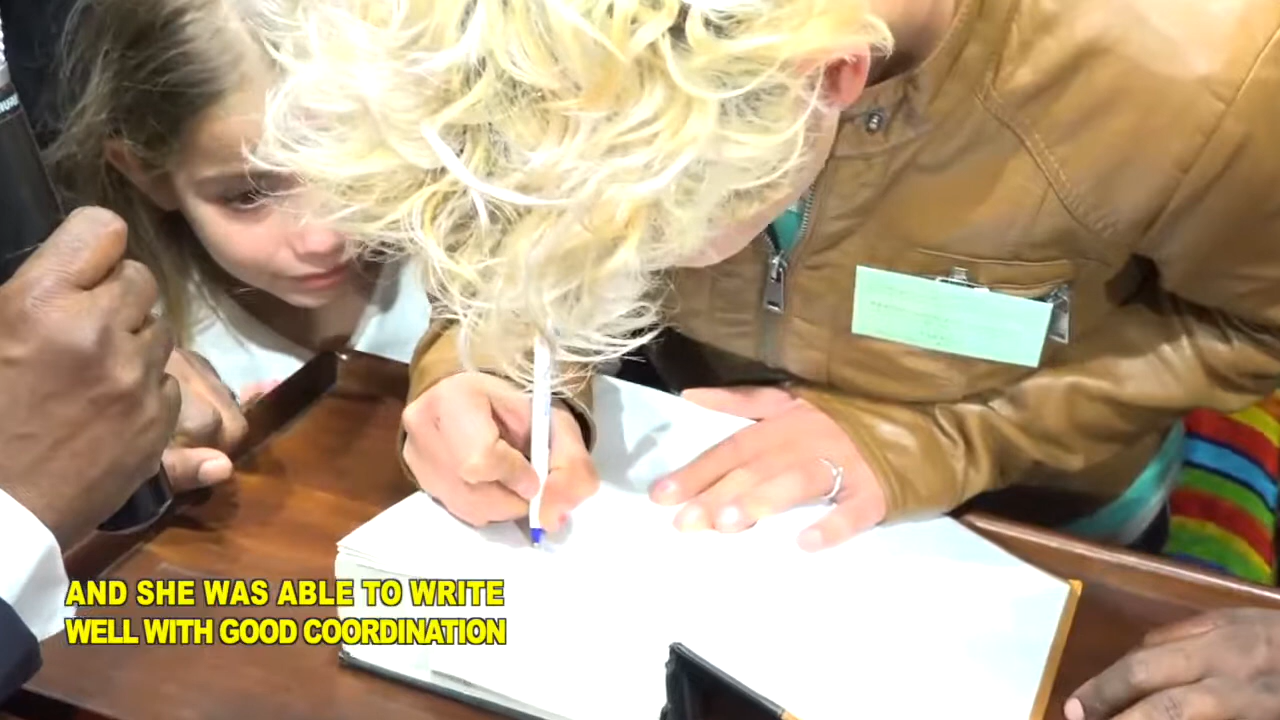 AND SHE WAS ABLE TO WRITE
WELL WITH GOOD COORDINATION